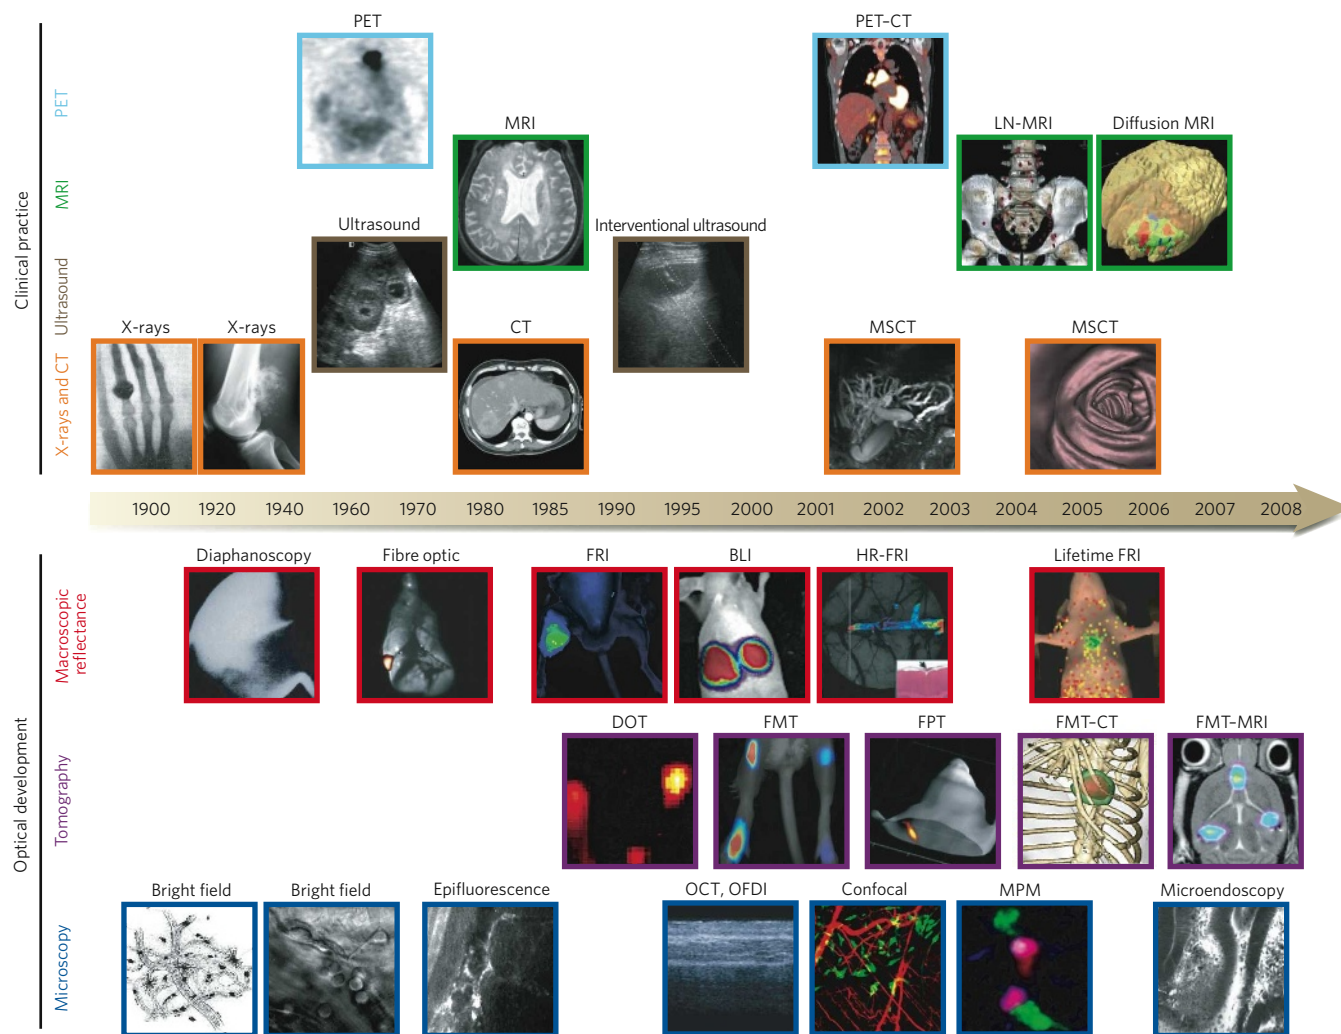 PET
PET–CT
MRI
LN-MRI
Diffusion MRI
Ultrasound
Interventional ultrasound
X-rays
X-rays
CT
MSCT
MSCT
Clinical practice
PET
MRI
Ultrasound
X-rays and CT
1900 1920 1940 1960 1970 1980 1985 1990 1995 2000 2001 2002 2003 2004 2005 2006 2007 2008
Diaphanoscopy
Fibre optic
FRI
BLI
HR-FRI
Lifetime FRI
DOT
FMT
FPT
FMT–CT
FMT–MRI
Bright field
Bright field
Epifluorescence
OCT, OFDI
Confocal
MPM
Microendoscopy
Optical development
Macroscopic
reflectance
Tomography
Microscopy